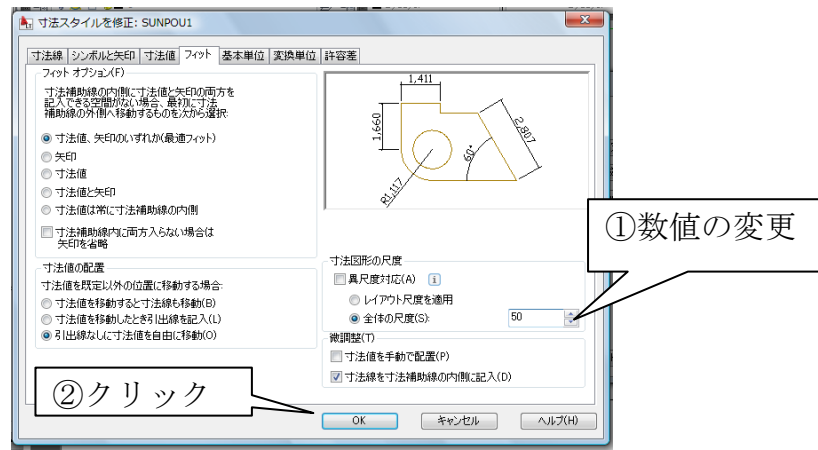 寸法スタイルを修正: SUNPOU1
寸法線 シンボルと矢印 寸法値 フィット 基本単位 変換単位 許容差
フィット オプション(F)
寸法補助線の内側に寸法値と矢印の両方を
記入できる空間がない場合、最初に寸法
補助線の外側へ移動するものを次から選択:
寸法値、矢印のいずれか(最適フィット)
矢印
寸法値
寸法値と矢印
寸法値は常に寸法補助線の内側
寸法補助線内に両方入らない場合は
矢印を省略
寸法値の配置
寸法値を既定以外の位置に移動する場合:
寸法値を移動すると寸法線も移動(B)
寸法値を移動したとき引出線を記入(L)
引出線なしに寸法値を自由に移動(O)
1,411
1,660
2,807
60°
R1,117
寸法図形の尺度
異尺度対応(A)
レイアウト尺度を適用
全体の尺度(S):
50
微調整(T)
寸法値を手動で配置(P)
寸法線を寸法補助線の内側に記入(D)
OK キャンセル ヘルプ(H)
①数値の変更
②クリック